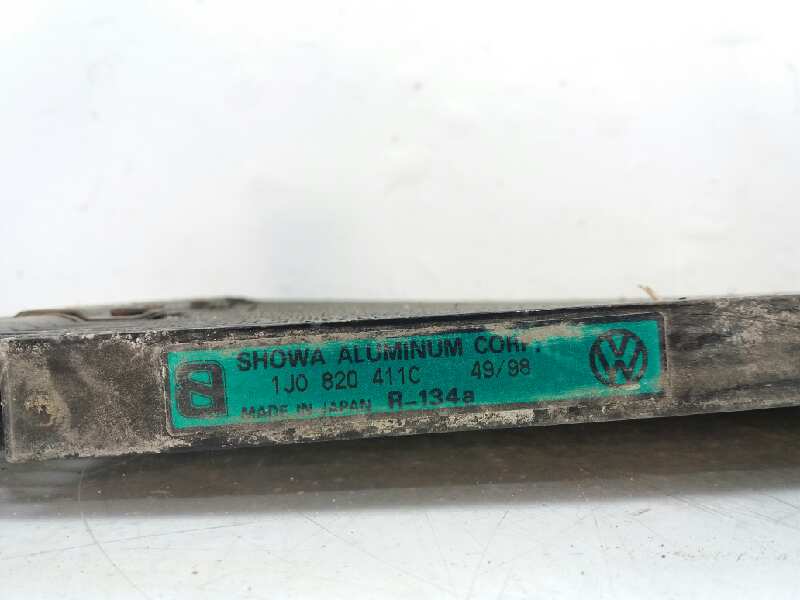 SHOWA ALUMINUM CORP.
1J0 820 411C 49/98
MADE IN JAPAN R-134a